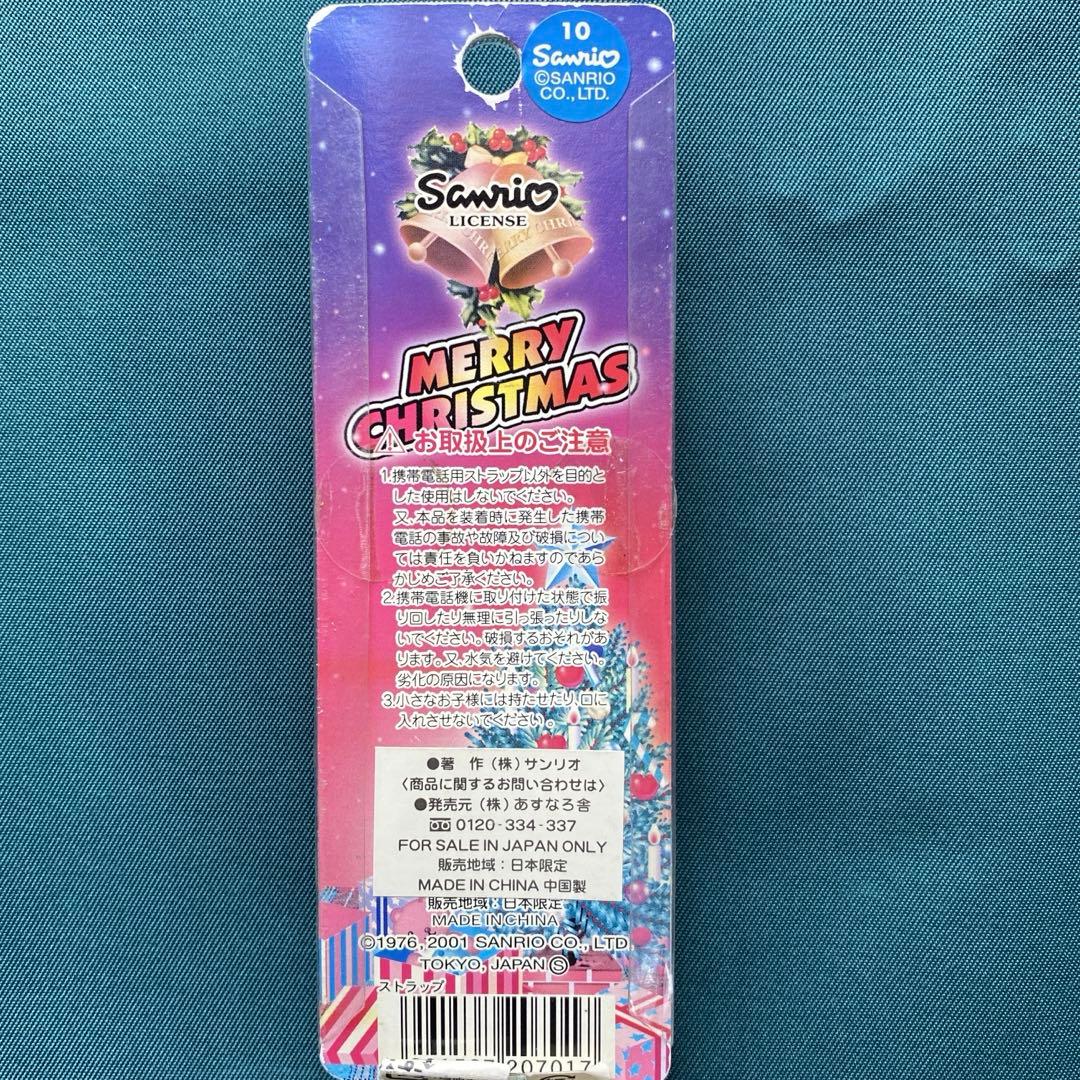 10
Sanrio
©SANRIO
CO.,LTD.
Sanrio
LICENSE
MERRY
CHRISTMAS
⚠お取扱上のご注意
1.携帯電話用ストラップ以外を目的と
した使用はしないでください。
又、本品を装着時に発生した携帯
電話の事故や故障及び破損につい
ては責任を負いかねますのであら
かじめご了承ください。
2.携帯電話機に取り付けた状態で振
り回したり無理に引っ張ったりしな
いでください。破損するおそれがあ
ります。又、水気を避けてください。
劣化の原因になります。
3.小さなお子様には持たせたり、口に
入れさせないでください。
●著 作(株)サンリオ
〈商品に関するお問い合わせは〉
●発売元(株)あすなろ舎
0120-334-337
FOR SALE IN JAPAN ONLY
販売地域：日本限定
MADE IN CHINA 中国製
販売地域：日本限定
MADE IN CHINA
©1976, 2001 SANRIO CO., LTD.
TOKYO, JAPAN Ⓢ
ストラップ
207017